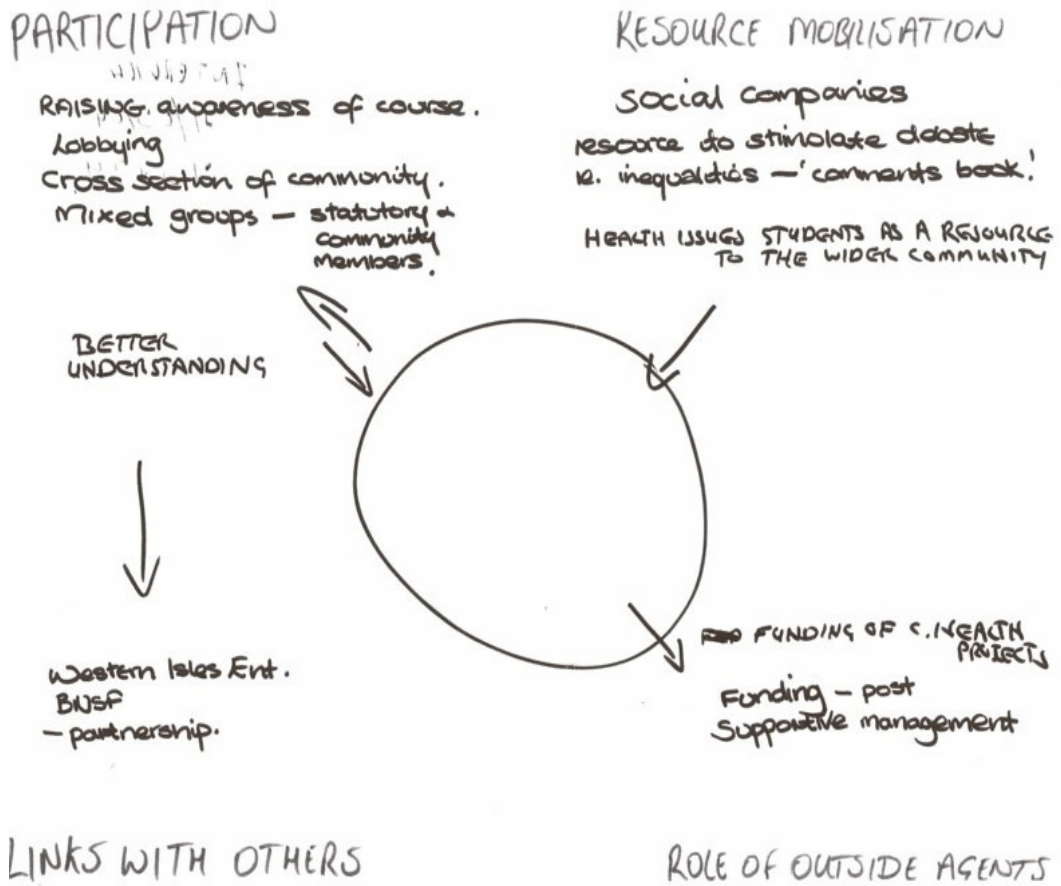 PARTICIPATION
RAISING awareness of course.
Lobbying
Cross section of community.
Mixed groups – statutory &
community
members.
BETTER
UNDERSTANDING
Western Isles Ent.
BNSF
– partnership.
LINKS WITH OTHERS
RESOURCE MOBILISATION
Social companies
resource to stimolate debate
ie. inequalities – 'comments book'
HEALTH ISSUES STUDENTS AS A RESOURCE
TO THE WIDER COMMUNITY
FUNDING OF C.HEALTH
PROJECTS
Funding – post
Supportive management
ROLE OF OUTSIDE AGENTS